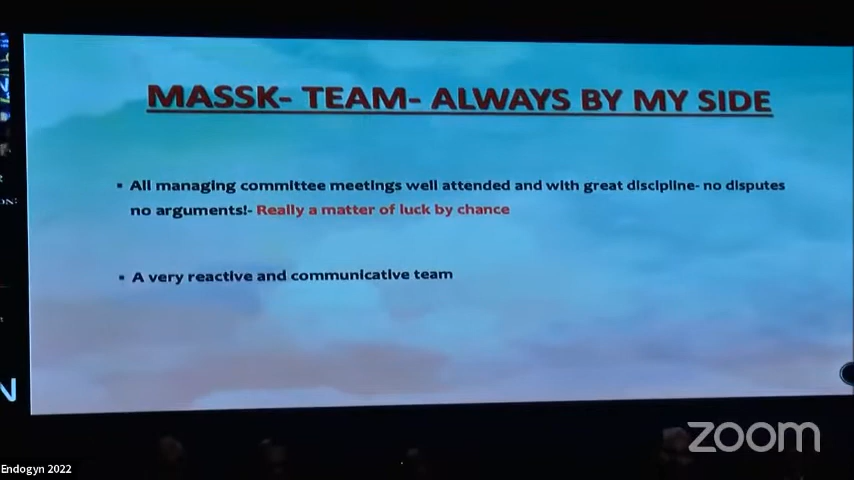 MASSK- TEAM- ALWAYS BY MY SIDE
▪ All managing committee meetings well attended and with great discipline- no disputes
no arguments!- Really a matter of luck by chance
▪ A very reactive and communicative team
N
zoom
Endogyn 2022